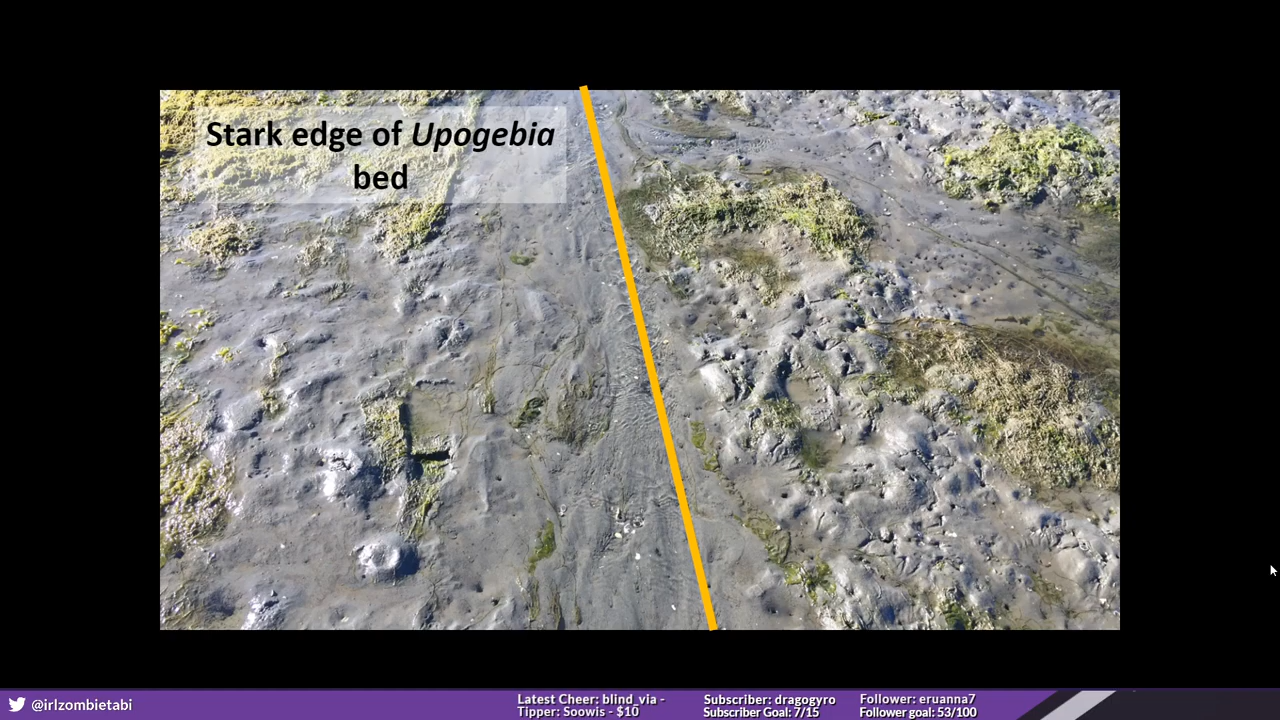 Stark edge of Upogebia
bed
@irlzombietabi
Latest Cheer: blind_via -
Tipper: Soowis - $10
Subscriber: dragogyro
Subscriber Goal: 7/15
Follower: eruanna7
Follower goal: 53/100